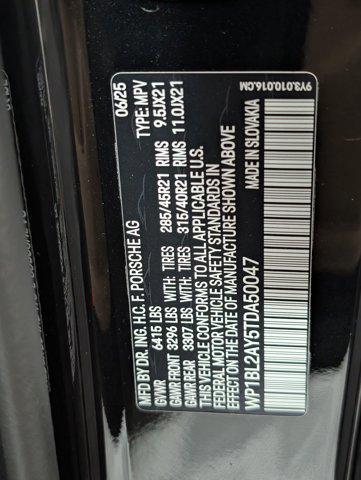 MFD BY DR. ING. H.C. F. PORSCHE AG 06/25
GVWR 6415 LBS TYPE: MPV
GAWR FRONT 3296 LBS WITH: TIRES 285/45R21 RIMS 9.5JX21
GAWR REAR 3307 LBS WITH: TIRES 315/40R21 RIMS 11.0JX21
THIS VEHICLE CONFORMS TO ALL APPLICABLE U.S.
FEDERAL MOTOR VEHICLE SAFETY STANDARDS IN
EFFECT ON THE DATE OF MANUFACTURE SHOWN ABOVE
WP1BL2AY5TDA50047 MADE IN SLOVAKIA
9Y3.010.016.CM